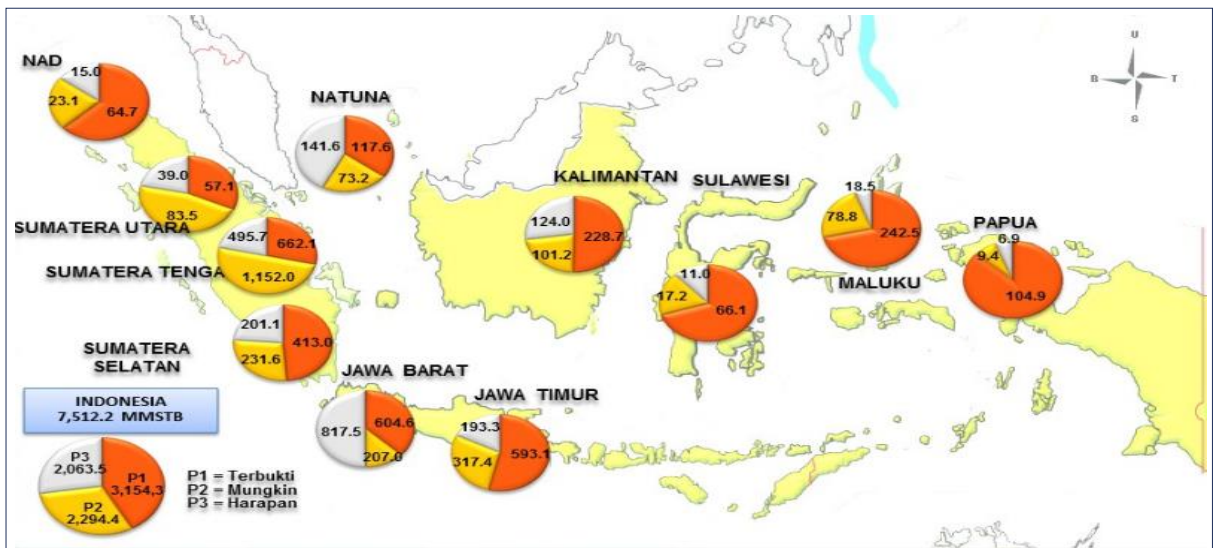 NAD
15.0
23.1
64.7
NATUNA
141.6
117.6
73.2
U
B
T
S
39.0
57.1
83.5
SUMATERA UTARA
495.7
662.1
1,152.0
SUMATERA TENGA
KALIMANTAN
124.0
228.7
101.2
SULAWESI
11.0
17.2
66.1
18.5
78.8
242.5
MALUKU
PAPUA
6.9
9.4
104.9
201.1
413.0
231.6
SUMATERA
SELATAN
JAWA BARAT
817.5
604.6
207.0
JAWA TIMUR
193.3
593.1
317.4
INDONESIA
7,512.2 MMSTB
P3
2,063.5
P1
3,154,3
P2
2,294.4
P1 = Terbukti
P2 = Mungkin
P3 = Harapan